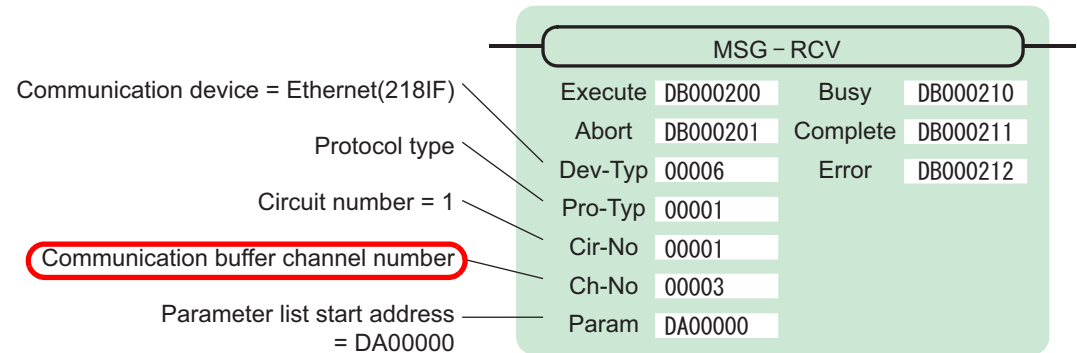 MSG-RCV
Communication device = Ethernet(218IF)
Protocol type
Circuit number = 1
Communication buffer channel number
Parameter list start address
= DA00000
Execute DB000200 Busy DB000210
Abort DB000201 Complete DB000211
Dev-Typ 00006 Error DB000212
Pro-Typ 00001
Cir-No 00001
Ch-No 00003
Param DA00000